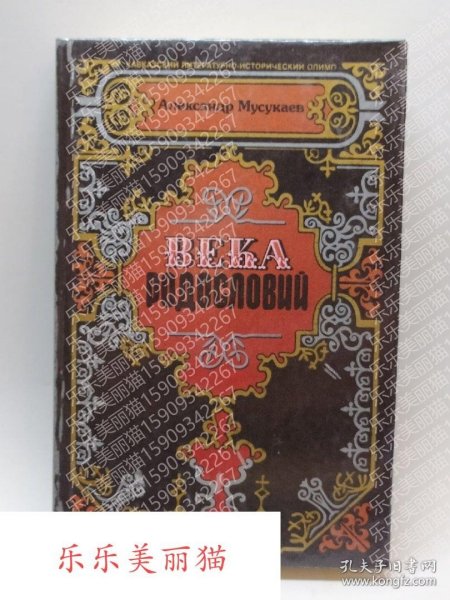 КАВКАЗСКИЙ ЛИТЕРАТУРНО-ИСТОРИЧЕСКИЙ ОЛИМП
Александр Мусукаев
ВЕКА
РОДОСЛОВИЙ
乐乐美丽猫15909342267
乐乐美丽猫
孔夫子旧书网
kongfz.com